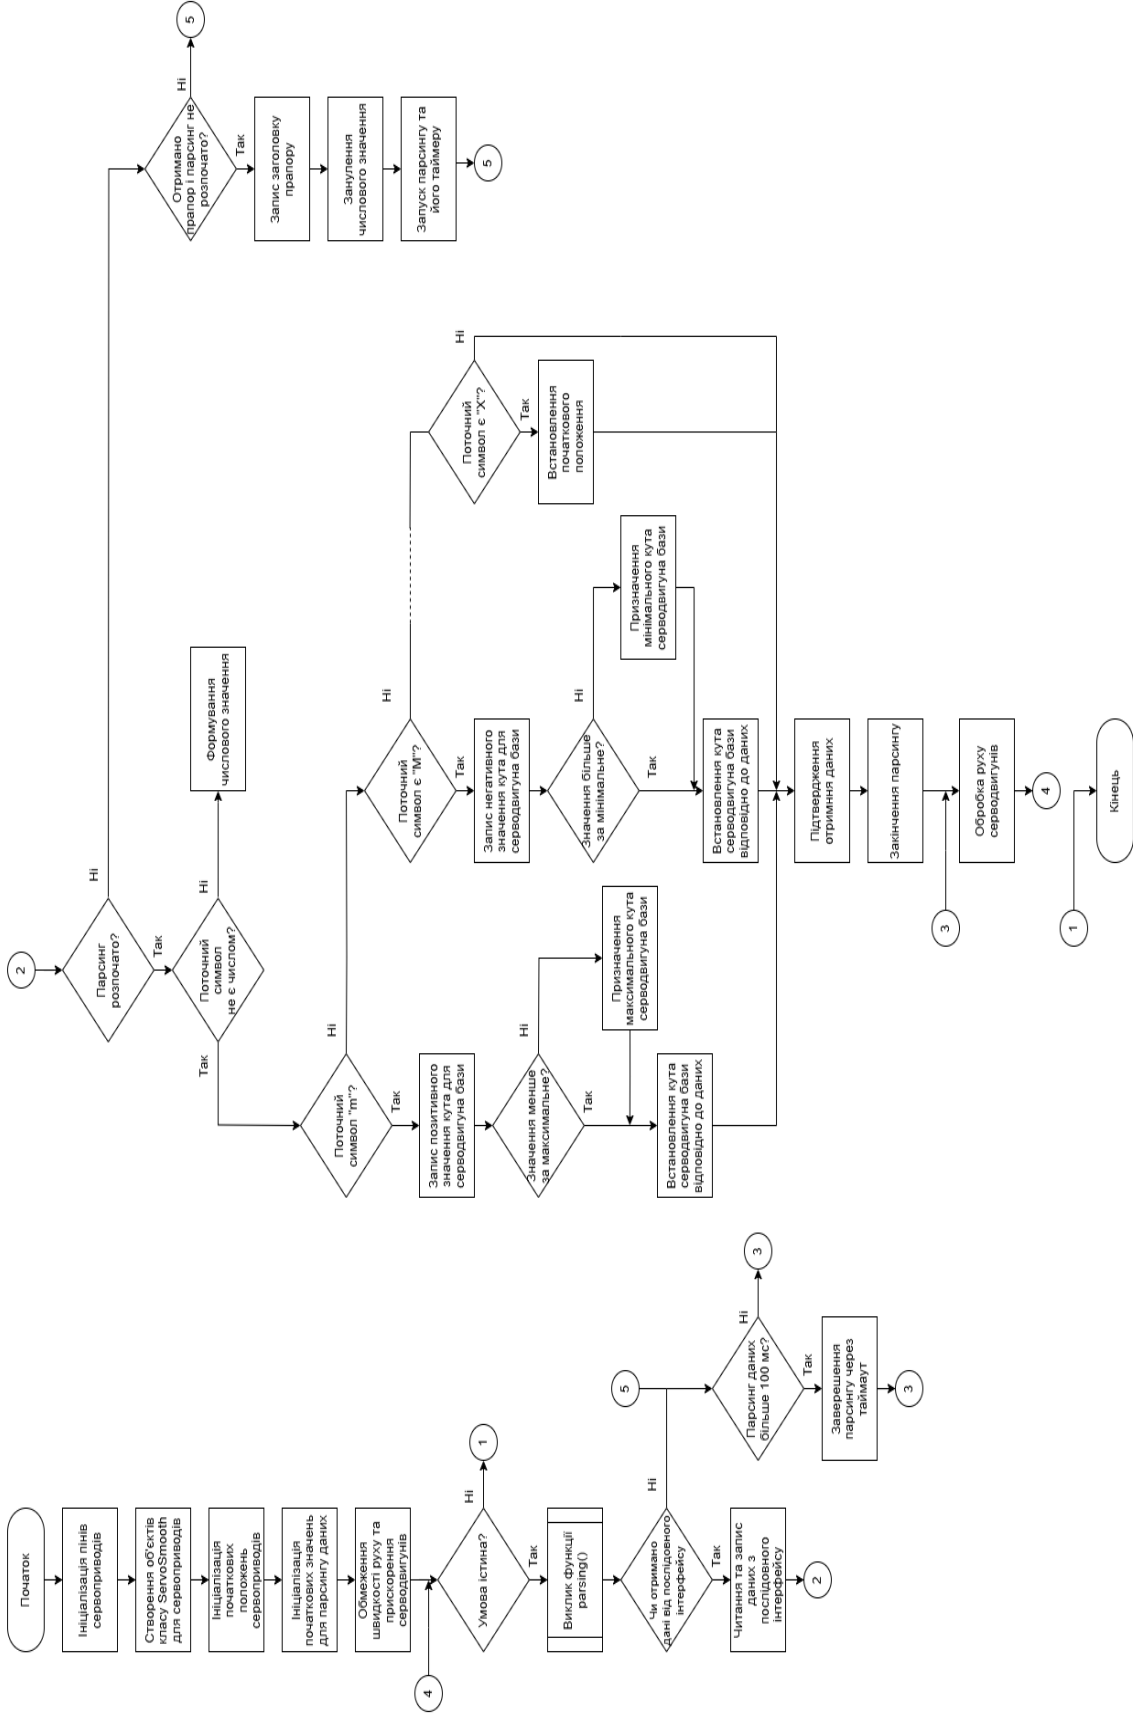 Початок
Ініціалізація пінів
сервоприводів
Створення об'єктів
класу ServoSmooth
для сервоприводів
Ініціалізація
початкових
положень
сервоприводів
Ініціалізація
початкових значень
для парсингу даних
Обмеження
швидкості руху та
прискорення
серводвигунів
4
Умова істина?
Ні
1
Так
Виклик функції
parsing()
Чи отримано
дані від послідовного
інтерфейсу
Ні
Так
Читання та запис
даних з
послідовного
інтерфейсу
2
5
Парсинг даних
більше 100 мс?
Ні
3
Так
Заверешення
парсингу через
таймаут
3
2
Парсинг
розпочато?
Ні
Так
Поточний
символ
не є числом?
Ні
Так
Формування
числового значення
Поточний
символ "m"?
Ні
Так
Запис позитивного
значення кута для
серводвигуна бази
Значення менше
за максимальне?
Ні
Так
Призначення
максимального кута
серводвигуна бази
Встановлення кута
серводвигуна бази
відповідно до даних
Поточний
символ є "M"?
Ні
Так
Запис негативного
значення кута для
серводвигуна бази
Значення більше
за мінімальне?
Ні
Так
Призначення
мінімального кута
серводвигуна бази
Встановлення кута
серводвигуна бази
відповідно до даних
Поточний
символ є "X"?
Ні
Так
Встановлення
початкового
положення
Підтвердження
отримння даних
Закінчення парсингу
3
Обробка руху
серводвигунів
4
1
Кінець
Отримано
прапор і парсинг не
розпочато?
Ні
5
Так
Запис заголовку
прапору
Занулення
числового значення
Запуск парсингу та
його таймеру
5